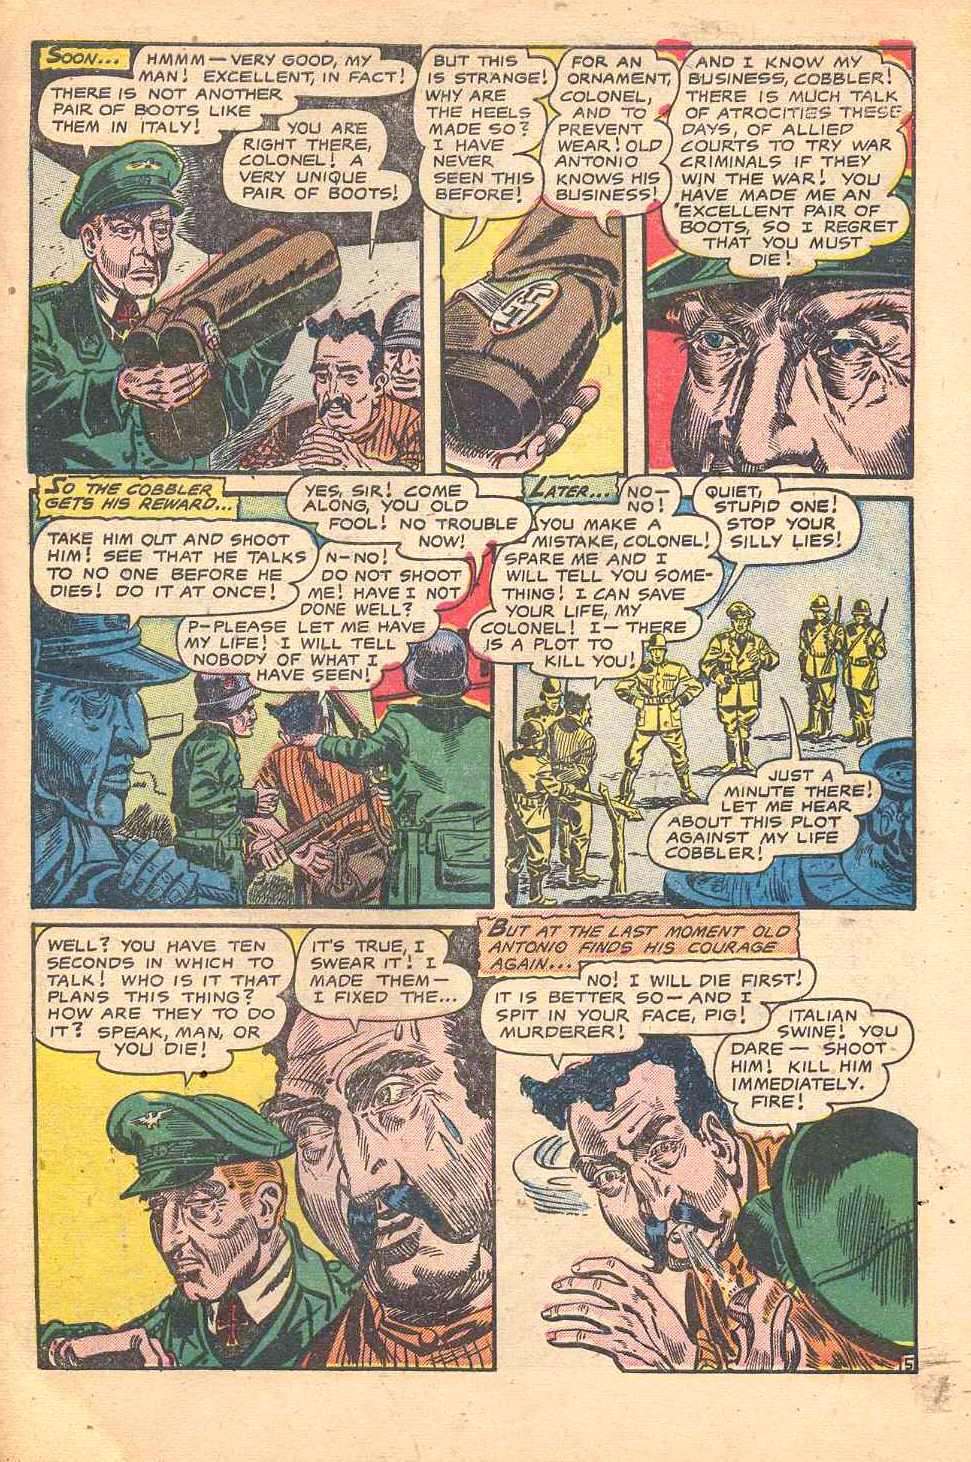 SOON...
HMMM — VERY GOOD, MY
MAN! EXCELLENT, IN FACT!
THERE IS NOT ANOTHER
PAIR OF BOOTS LIKE
THEM IN ITALY!
YOU ARE
RIGHT THERE,
COLONEL! A
VERY UNIQUE
PAIR OF BOOTS!
BUT THIS
IS STRANGE!
WHY ARE
THE HEELS
MADE SO?
I HAVE
NEVER
SEEN THIS
BEFORE!
FOR AN
ORNAMENT,
COLONEL,
AND TO
PREVENT
WEAR! OLD
ANTONIO
KNOWS HIS
BUSINESS!
AND I KNOW MY
BUSINESS, COBBLER!
THERE IS MUCH TALK
OF ATROCITIES THESE
DAYS, OF ALLIED
COURTS TO TRY WAR
CRIMINALS IF THEY
WIN THE WAR! YOU
HAVE MADE ME AN
EXCELLENT PAIR OF
BOOTS, SO I REGRET
THAT YOU MUST
DIE!
SO THE COBBLER
GETS HIS REWARD...
TAKE HIM OUT AND SHOOT
HIM! SEE THAT HE TALKS
TO NO ONE BEFORE HE
DIES! DO IT AT ONCE!
YES, SIR! COME
ALONG, YOU OLD
FOOL! NO TROUBLE
NOW!
N-NO!
DO NOT SHOOT
ME! HAVE I NOT
DONE WELL?
P-PLEASE LET ME HAVE
MY LIFE! I WILL TELL
NOBODY OF WHAT I
HAVE SEEN!
LATER...
NO—
NO!
YOU MAKE A
MISTAKE, COLONEL!
SPARE ME AND I
WILL TELL YOU SOME-
THING! I CAN SAVE
YOUR LIFE, MY
COLONEL! I— THERE
IS A PLOT TO
KILL YOU!
QUIET,
STUPID ONE!
STOP YOUR
SILLY LIES!
JUST A
MINUTE THERE!
LET ME HEAR
ABOUT THIS PLOT
AGAINST MY LIFE
COBBLER!
WELL? YOU HAVE TEN
SECONDS IN WHICH TO
TALK! WHO IS IT THAT
PLANS THIS THING?
HOW ARE THEY TO DO
IT? SPEAK, MAN, OR
YOU DIE!
IT'S TRUE, I
SWEAR IT! I
MADE THEM—
I FIXED THE...
BUT AT THE LAST MOMENT OLD
ANTONIO FINDS HIS COURAGE
AGAIN...
NO! I WILL DIE FIRST!
IT IS BETTER SO — AND I
SPIT IN YOUR FACE, PIG!
MURDERER!
ITALIAN
SWINE! YOU
DARE — SHOOT
HIM! KILL HIM
IMMEDIATELY.
FIRE!
5